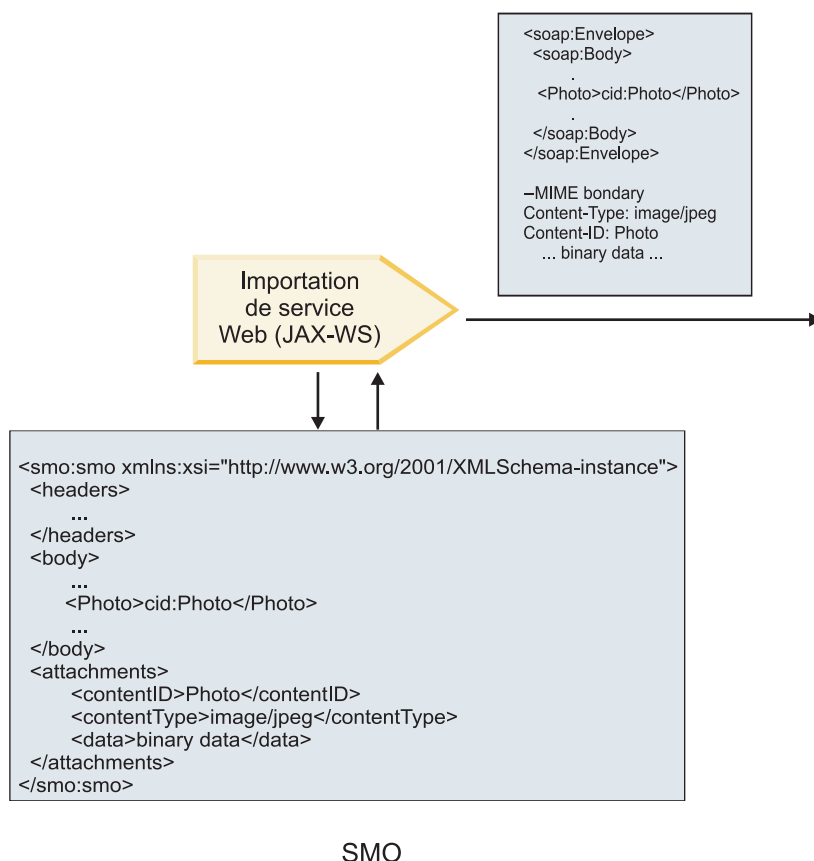 <soap:Envelope>
<soap:Body>
.
<Photo>cid:Photo</Photo>
.
</soap:Body>
</soap:Envelope>
–MIME bondary
Content-Type: image/jpeg
Content-ID: Photo
... binary data ...
Importation
de service
Web (JAX-WS)
<smo:smo xmlns:xsi="http://www.w3.org/2001/XMLSchema-instance">
<headers>
...
</headers>
<body>
...
<Photo>cid:Photo</Photo>
...
</body>
<attachments>
<contentID>Photo</contentID>
<contentType>image/jpeg</contentType>
<data>binary data</data>
</attachments>
</smo:smo>
SMO